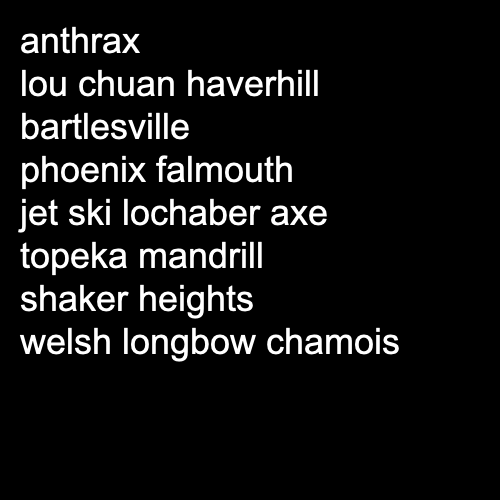 anthrax
lou chuan haverhill
bartlesville
phoenix falmouth
jet ski lochaber axe
topeka mandrill
shaker heights
welsh longbow chamois